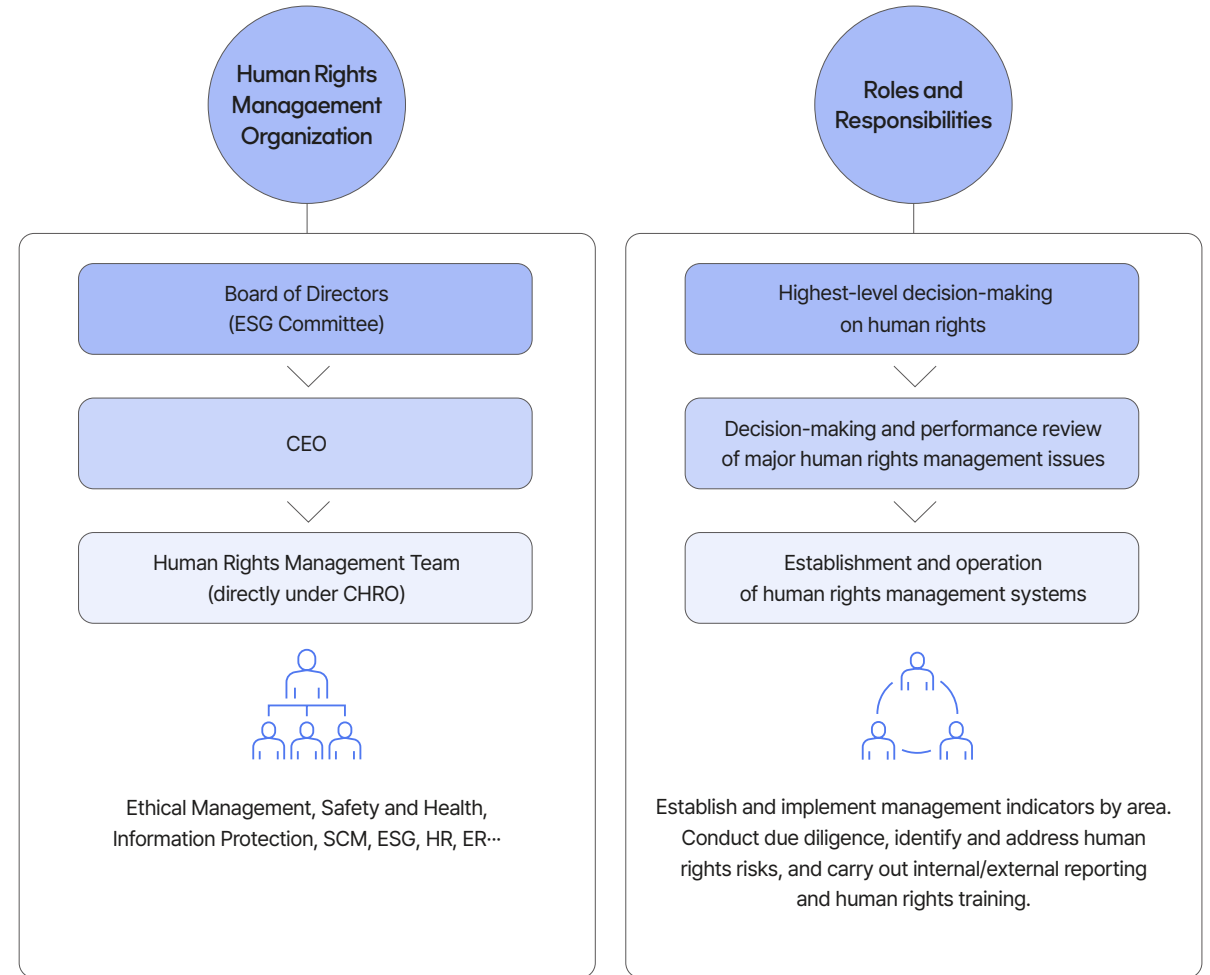 Human Rights
Managaement
Organization
Board of Directors
(ESG Committee)
CEO
Human Rights Management Team
(directly under CHRO)
Ethical Management, Safety and Health,
Information Protection, SCM, ESG, HR, ER···
Roles and
Responsibilities
Highest-level decision-making
on human rights
Decision-making and performance review
of major human rights management issues
Establishment and operation
of human rights management systems
Establish and implement management indicators by area.
Conduct due diligence, identify and address human
rights risks, and carry out internal/external reporting
and human rights training.